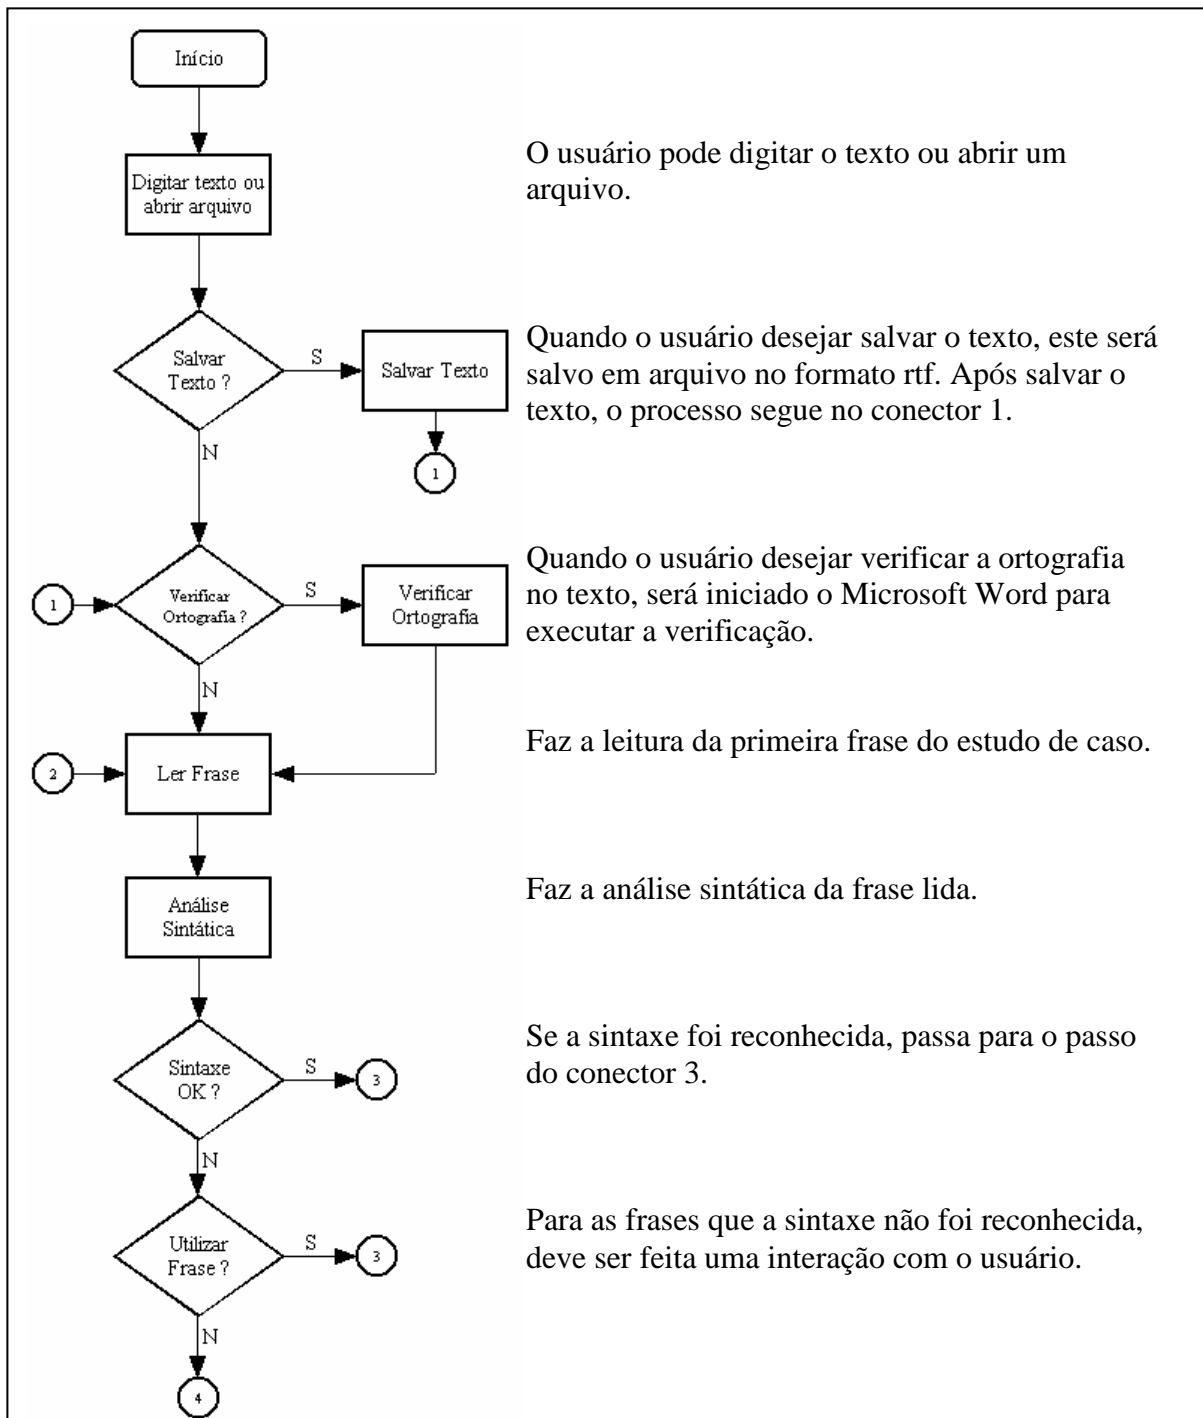 Início
Digitar texto ou
abrir arquivo
O usuário pode digitar o texto ou abrir um
arquivo.
Salvar
Texto ?
S
Salvar Texto
N
1
Quando o usuário desejar salvar o texto, este será
salvo em arquivo no formato rtf. Após salvar o
texto, o processo segue no conector 1.
1
Verificar
Ortografia ?
S
Verificar
Ortografia
N
Quando o usuário desejar verificar a ortografia
no texto, será iniciado o Microsoft Word para
executar a verificação.
2
Ler Frase
Faz a leitura da primeira frase do estudo de caso.
Análise
Sintática
Faz a análise sintática da frase lida.
Sintaxe
OK ?
S
3
N
Se a sintaxe foi reconhecida, passa para o passo
do conector 3.
Utilizar
Frase ?
S
3
N
4
Para as frases que a sintaxe não foi reconhecida,
deve ser feita uma interação com o usuário.